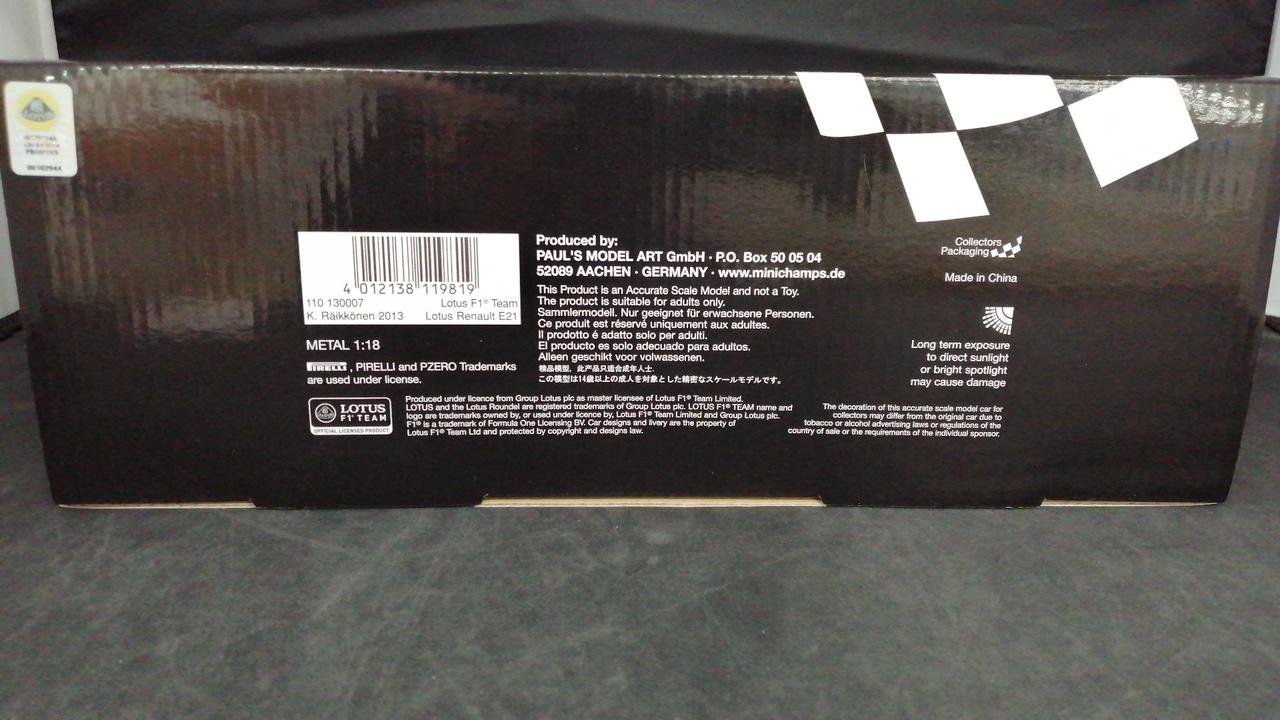 LOTUS
Produced by:
PAUL'S MODEL ART GmbH · P.O. Box 50 05 04
52089 AACHEN · GERMANY · www.minichamps.de
This Product is an Accurate Scale Model and not a Toy.
The product is suitable for adults only.
Sammlermodell. Nur geeignet für erwachsene Personen.
Ce produit est réservé uniquement aux adultes.
Il prodotto é adatto solo per adulti.
El producto es solo adecuado para adultos.
Alleen geschikt voor volwassenen.
精品模型，此产品只适合成年人士.
この模型は14歳以上の成人を対象とした精密なスケールモデルです。
4 012138 119819
110 130007 Lotus F1® Team
K. Räikkönen 2013 Lotus Renault E21
METAL 1:18
PIRELLI, PIRELLI and PZERO Trademarks
are used under license.
LOTUS
F1® TEAM
OFFICIAL LICENSED PRODUCT
Produced under licence from Group Lotus plc as master licensee of Lotus F1® Team Limited.
LOTUS and the Lotus Roundel are registered trademarks of Group Lotus plc. LOTUS F1® TEAM name and
logo are trademarks owned by, or used under licence by, Lotus F1® Team Limited and Group Lotus plc.
F1® is a trademark of Formula One Licensing BV. Car designs and livery are the property of
Lotus F1® Team Ltd and protected by copyright and designs law.
Collectors
Packaging
Made in China
Long term exposure
to direct sunlight
or bright spotlight
may cause damage
The decoration of this accurate scale model car for
collectors may differ from the original car due to
tobacco or alcohol advertising laws or regulations of the
country of sale or the requirements of the individual sponsor.